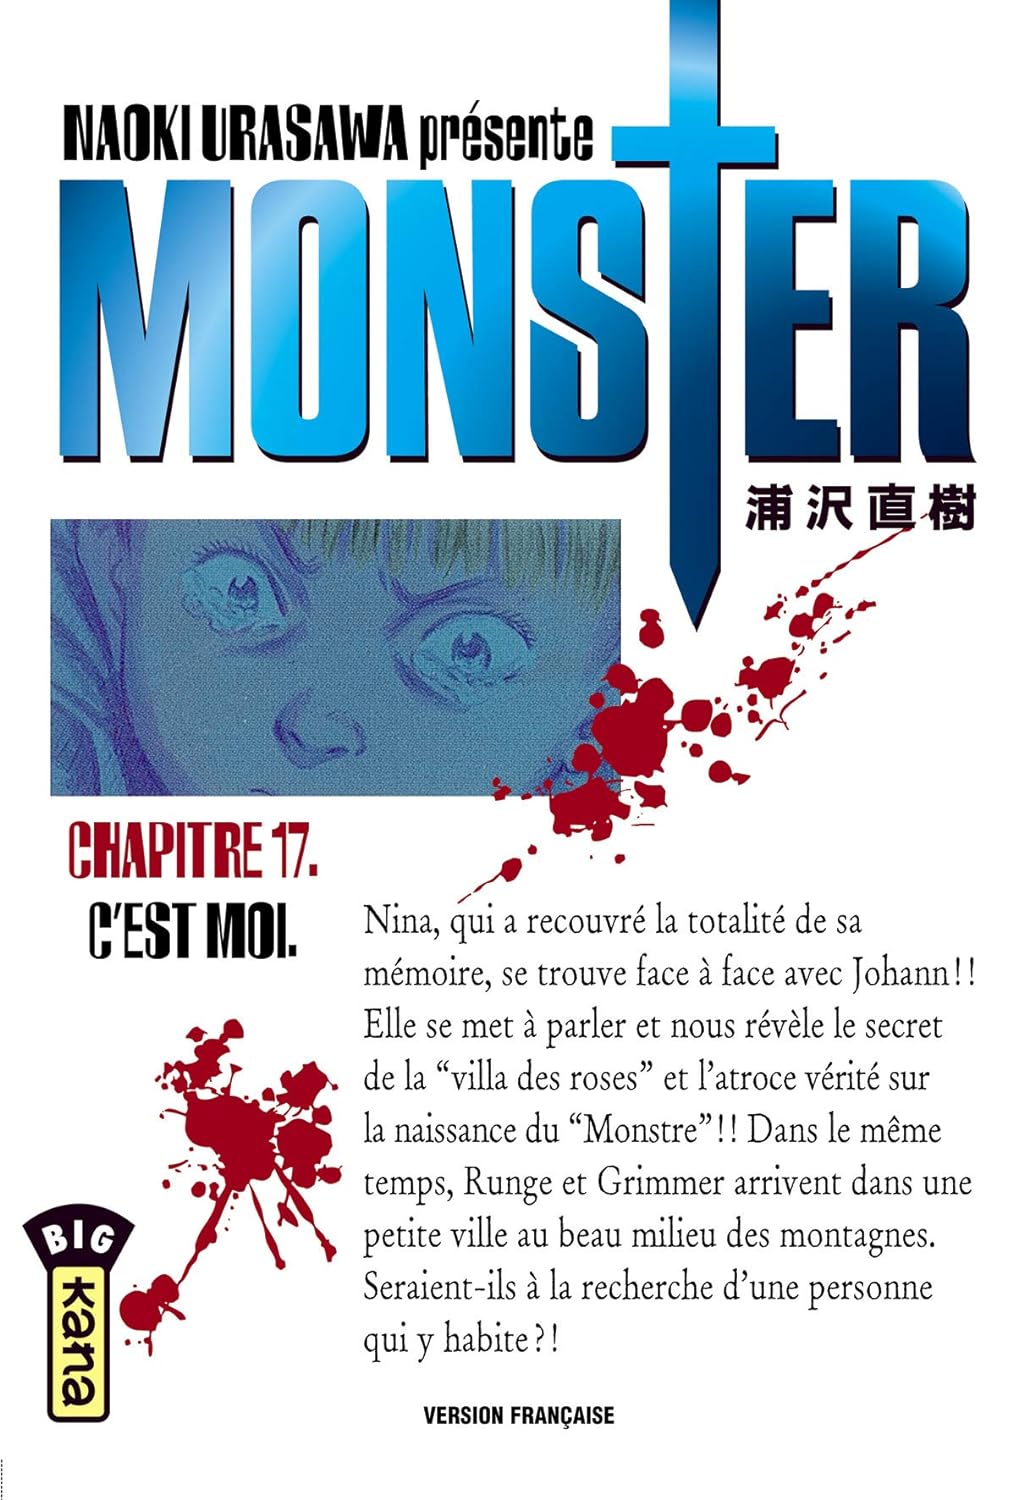 NAOKI URASAWA présente
MONSTER
浦沢直樹
CHAPITRE 17.
C'EST MOI.
Nina, qui a recouvré la totalité de sa
mémoire, se trouve face à face avec Johann!!
Elle se met à parler et nous révèle le secret
de la “villa des roses” et l'atroce vérité sur
la naissance du “Monstre”!! Dans le même
temps, Runge et Grimmer arrivent dans une
petite ville au beau milieu des montagnes.
Seraient-ils à la recherche d'une personne
qui y habite?!
BIG
kana
VERSION FRANÇAISE